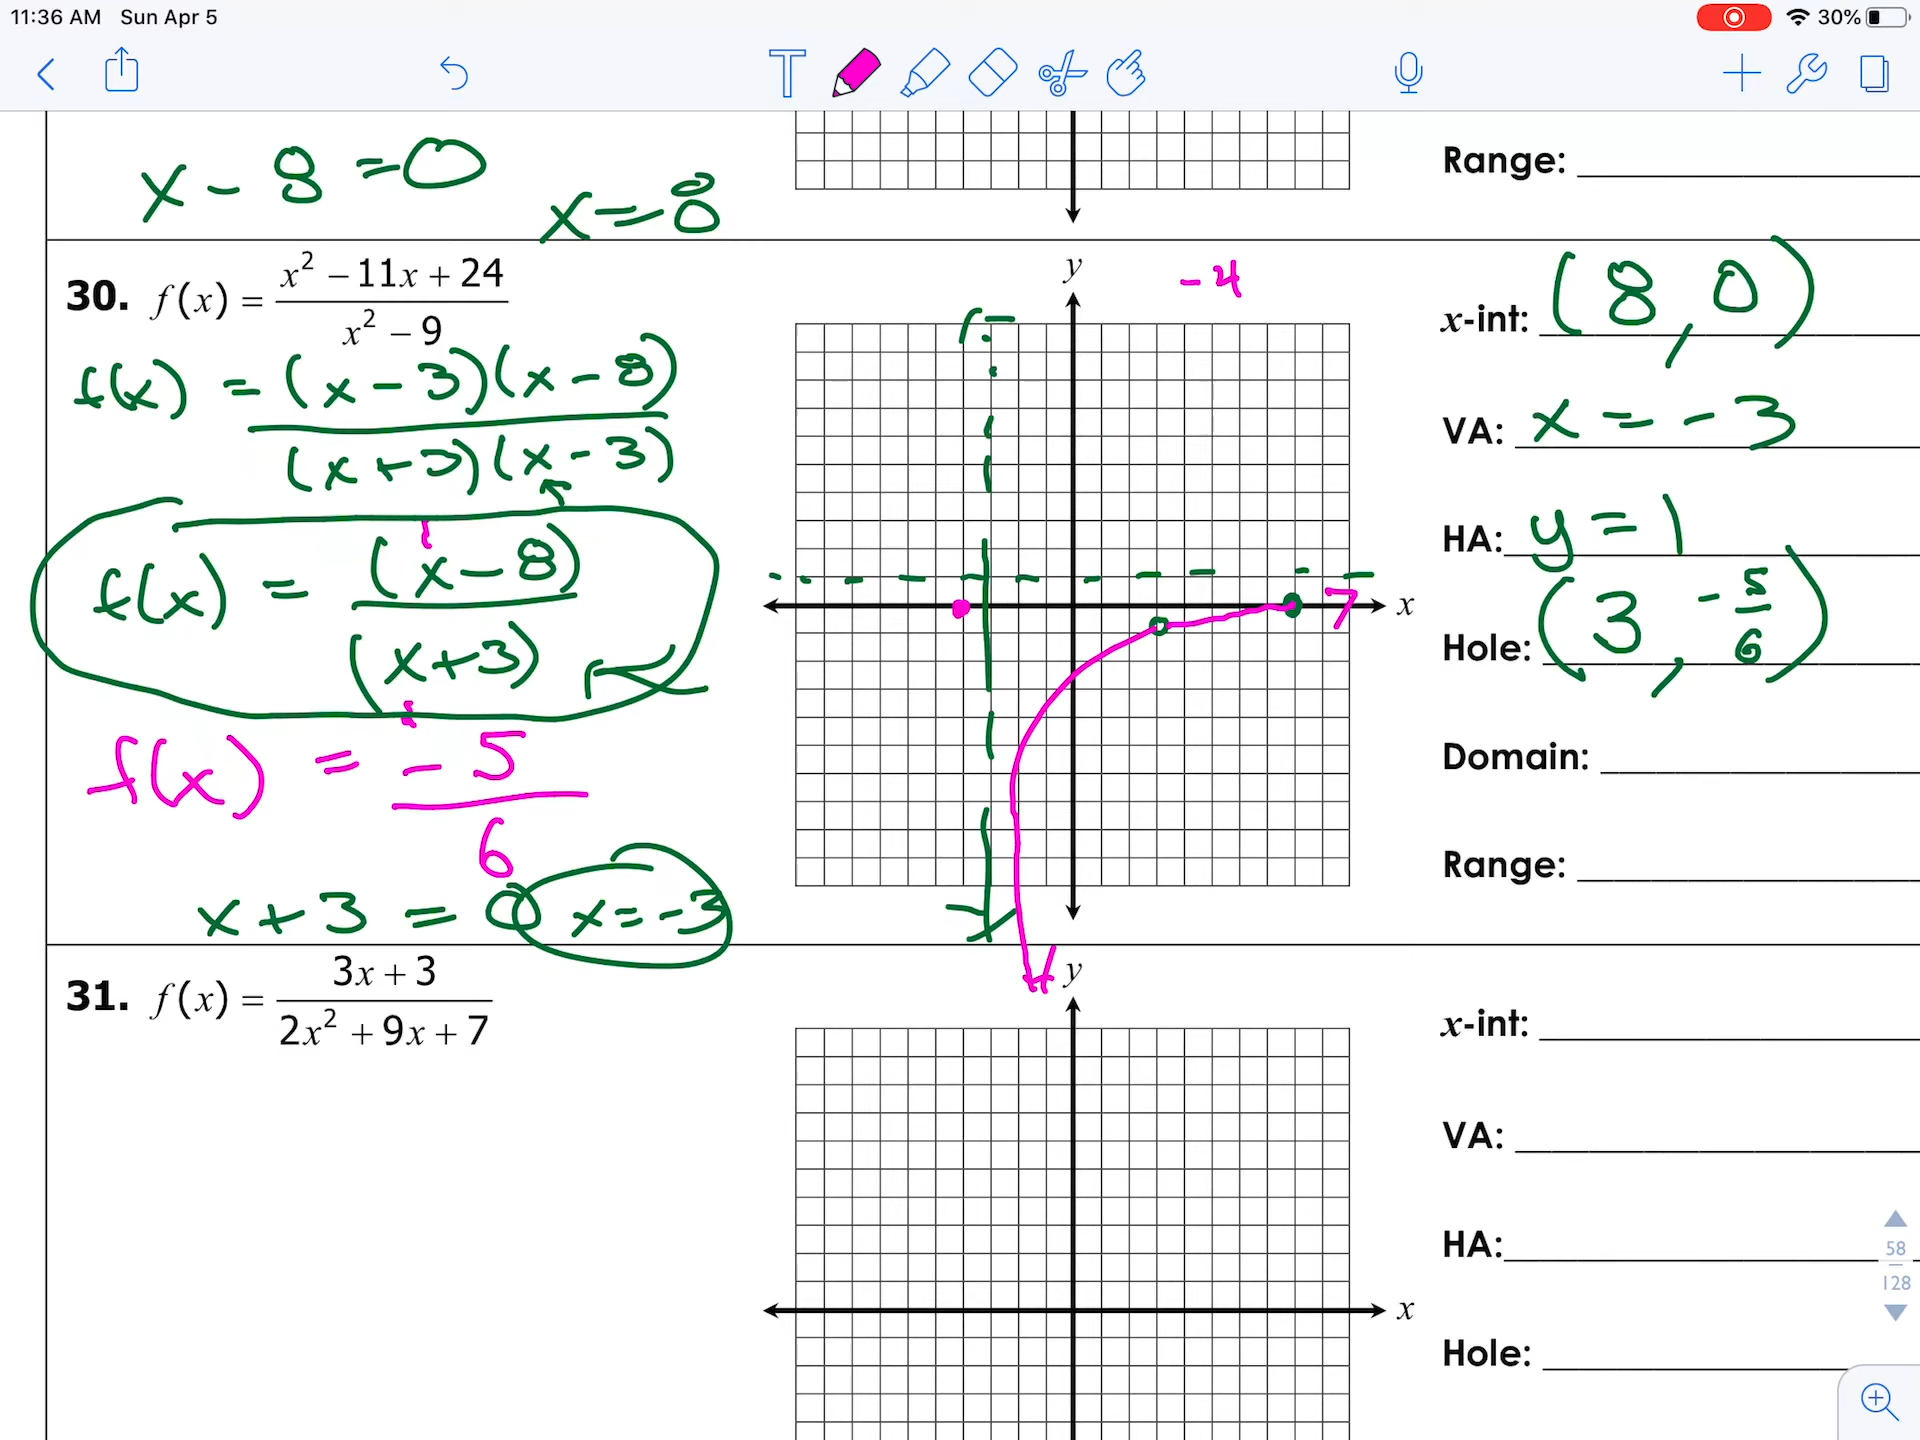 11:36 AM Sun Apr 5
30%
T
x - 8 = 0
x = 8
Range:
30. f(x) = (x² − 11x + 24)/(x² − 9)
f(x) = (x - 3)(x - 8)
(x + 3)(x - 3)
f(x) = (x - 8)
(x + 3)
f(x) = - 5
6
x + 3 = 0 x = -3
y
- 4
x
x-int: (8, 0)
VA: x = -3
HA: y = 1
Hole: (3, -5/6)
Domain:
Range:
31. f(x) = (3x + 3)/(2x² + 9x + 7)
y
x
x-int:
VA:
HA:
Hole:
58
128